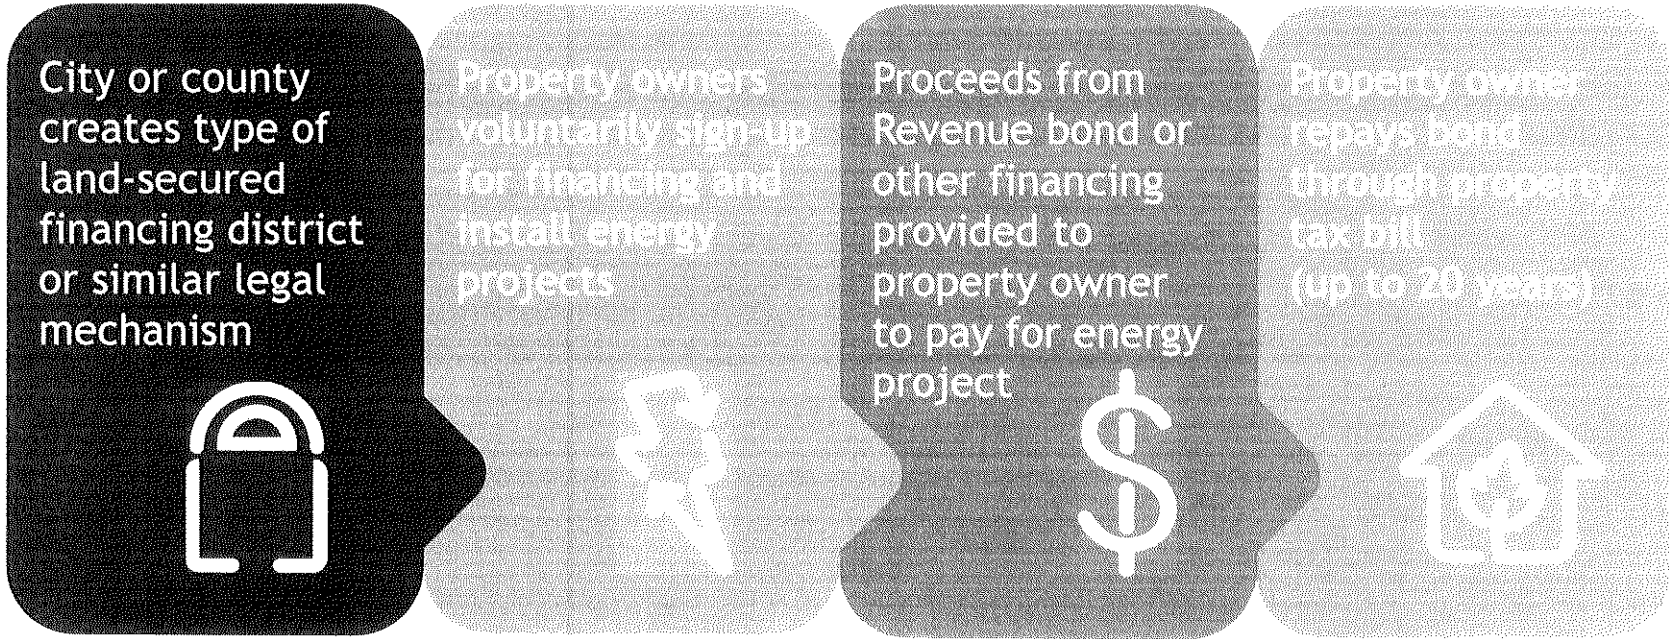 City or county
creates type of
land-secured
financing district
or similar legal
mechanism
Property owners
voluntarily sign-up
for financing and
install energy
projects
Proceeds from
Revenue bond or
other financing
provided to
property owner
to pay for energy
project
$
Property owner
repays bond
through property
tax bill
(up to 20 years)